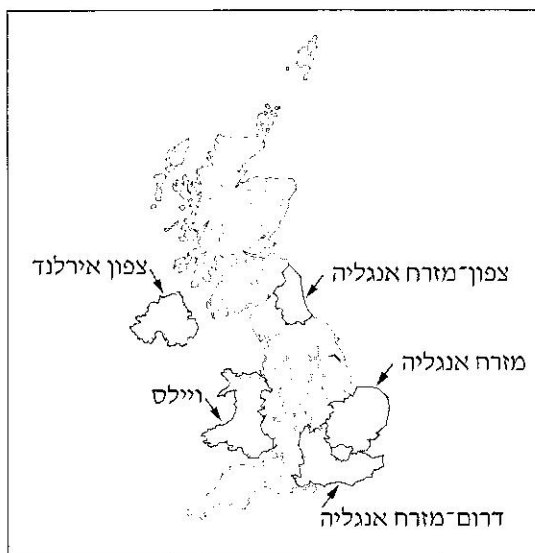 צפון אירלנד
צפון־מזרח אנגליה
מזרח אנגליה
ויילס
דרום־מזרח אנגליה